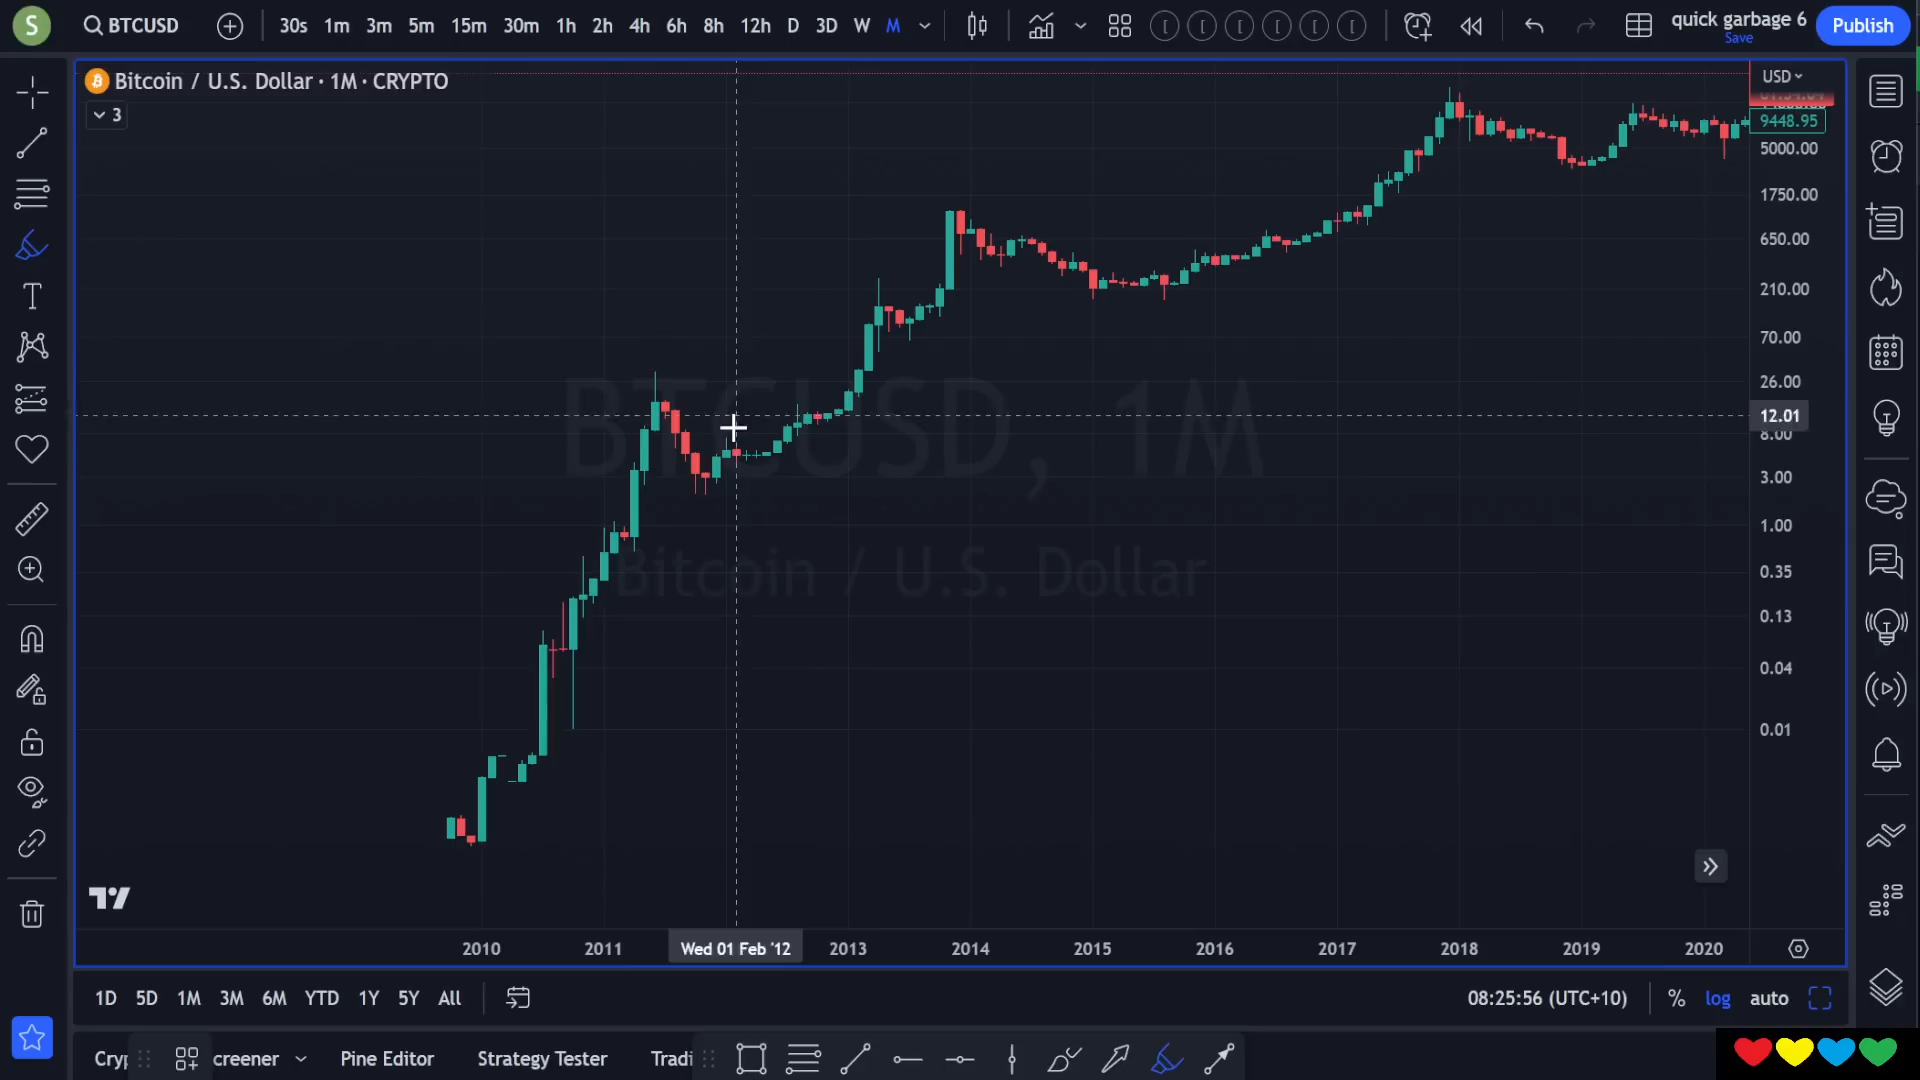 S
BTCUSD
30s 1m 3m 5m 15m 30m 1h 2h 4h 6h 8h 12h D 3D W M
quick garbage 6
Save
Publish
Bitcoin / U.S. Dollar · 1M · CRYPTO
3
USD
9448.95
5000.00
1750.00
650.00
210.00
70.00
26.00
12.01
8.00
3.00
1.00
0.35
0.13
0.04
0.01
BTCUSD, 1M
Bitcoin / U.S. Dollar
2010 2011 Wed 01 Feb '12 2013 2014 2015 2016 2017 2018 2019 2020
1D 5D 1M 3M 6M YTD 1Y 5Y All
08:25:56 (UTC+10) % log auto
Cryp creener Pine Editor Strategy Tester Tradi